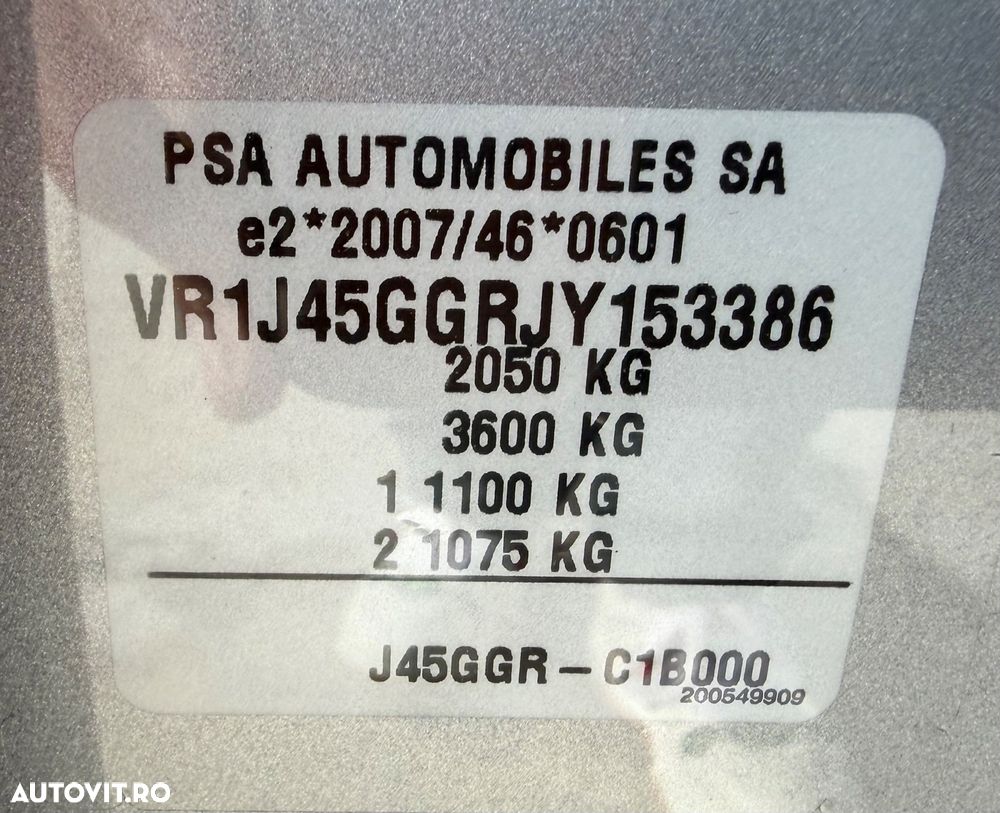 PSA AUTOMOBILES SA
e2*2007/46*0601
VR1J45GGRJY153386
2050 KG
3600 KG
1 1100 KG
2 1075 KG
J45GGR – C1B000
200549909
AUTOVIT.RO